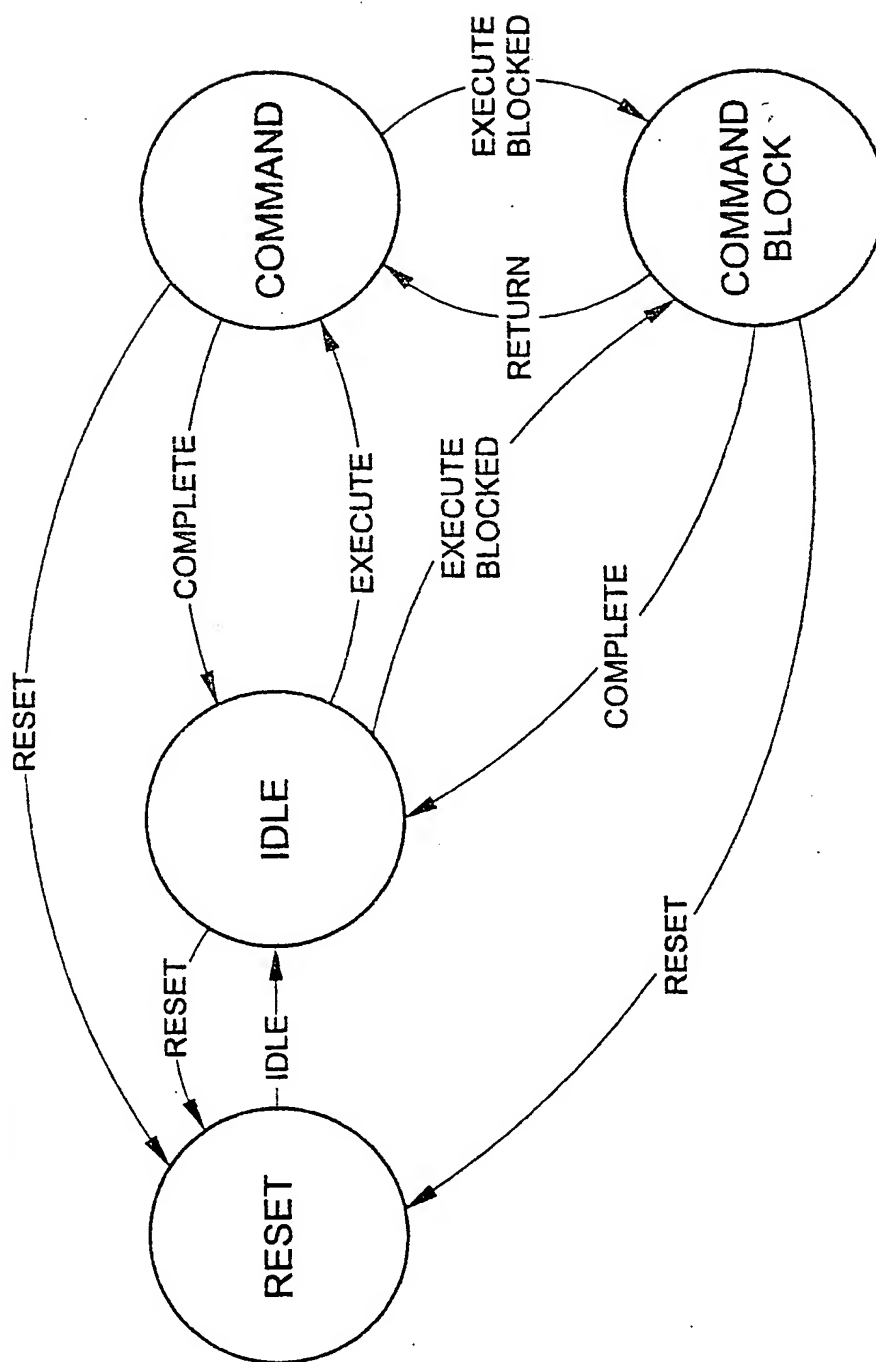 RESET
COMPLETE
COMMAND
RESET
IDLE
EXECUTE
EXECUTE
BLOCKED
RESET
IDLE
RETURN
EXECUTE
BLOCKED
COMPLETE
COMMAND
BLOCK
RESET